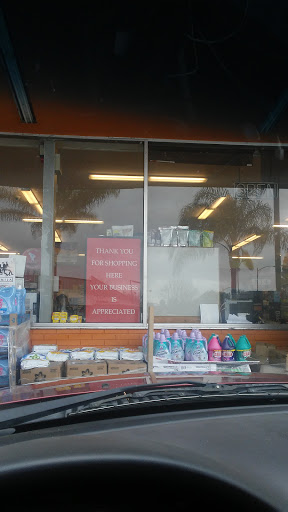 THANK YOU
FOR SHOPPING
HERE
YOUR BUSINESS
IS
APPRECIATED